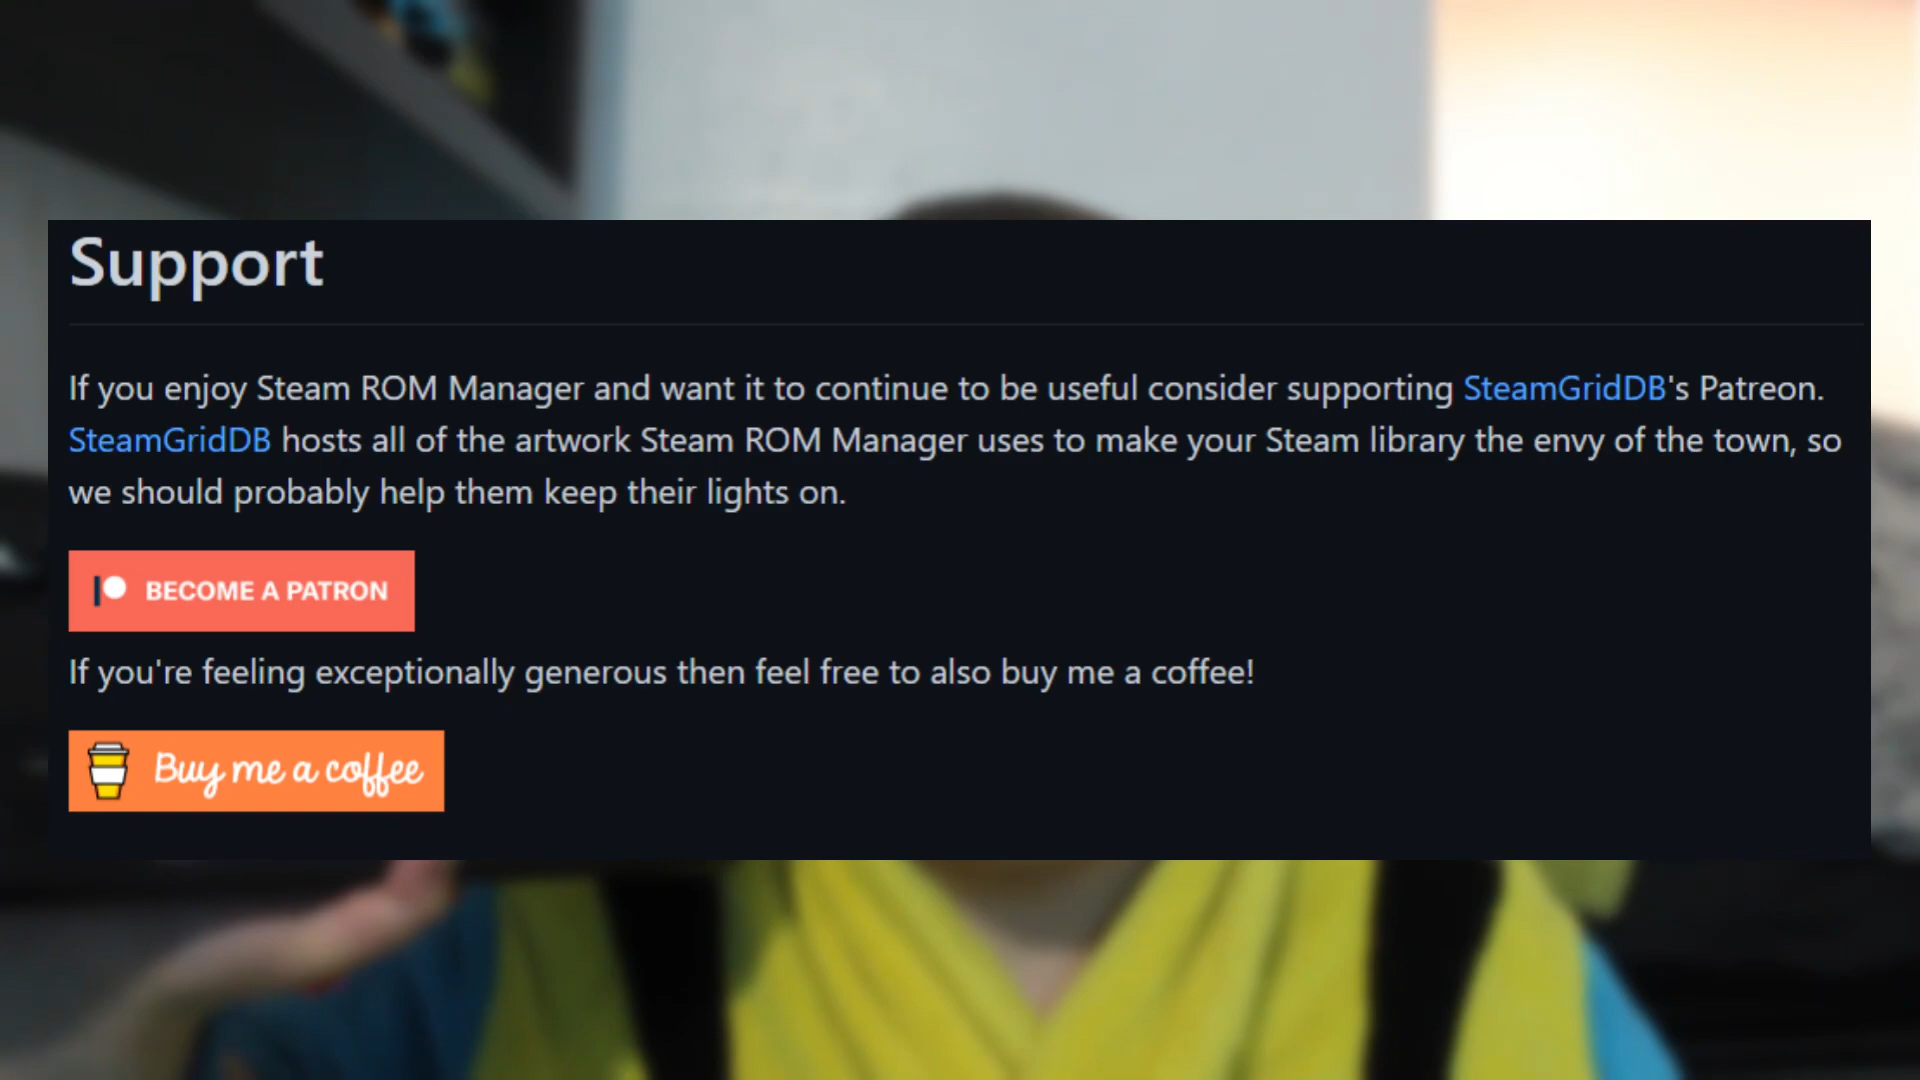 Support
If you enjoy Steam ROM Manager and want it to continue to be useful consider supporting SteamGridDB's Patreon.
SteamGridDB hosts all of the artwork Steam ROM Manager uses to make your Steam library the envy of the town, so
we should probably help them keep their lights on.
BECOME A PATRON
If you're feeling exceptionally generous then feel free to also buy me a coffee!
Buy me a coffee